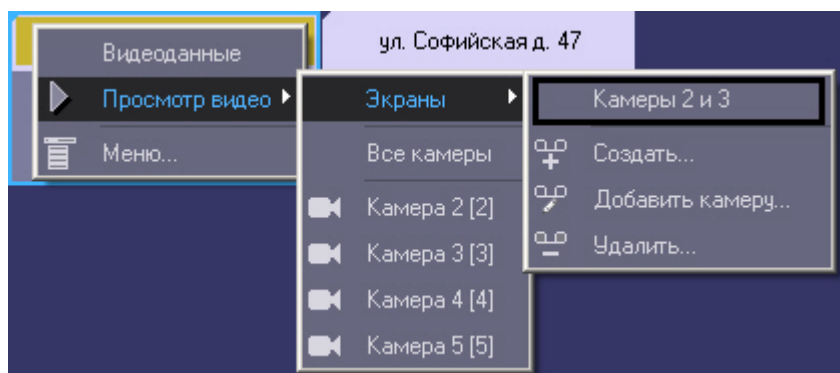 ул. Софийская д. 47
Видеоданные
Просмотр видео
Меню...
Экраны
Все камеры
Камера 2 [2]
Камера 3 [3]
Камера 4 [4]
Камера 5 [5]
Камеры 2 и 3
Создать...
Добавить камеру...
Удалить...